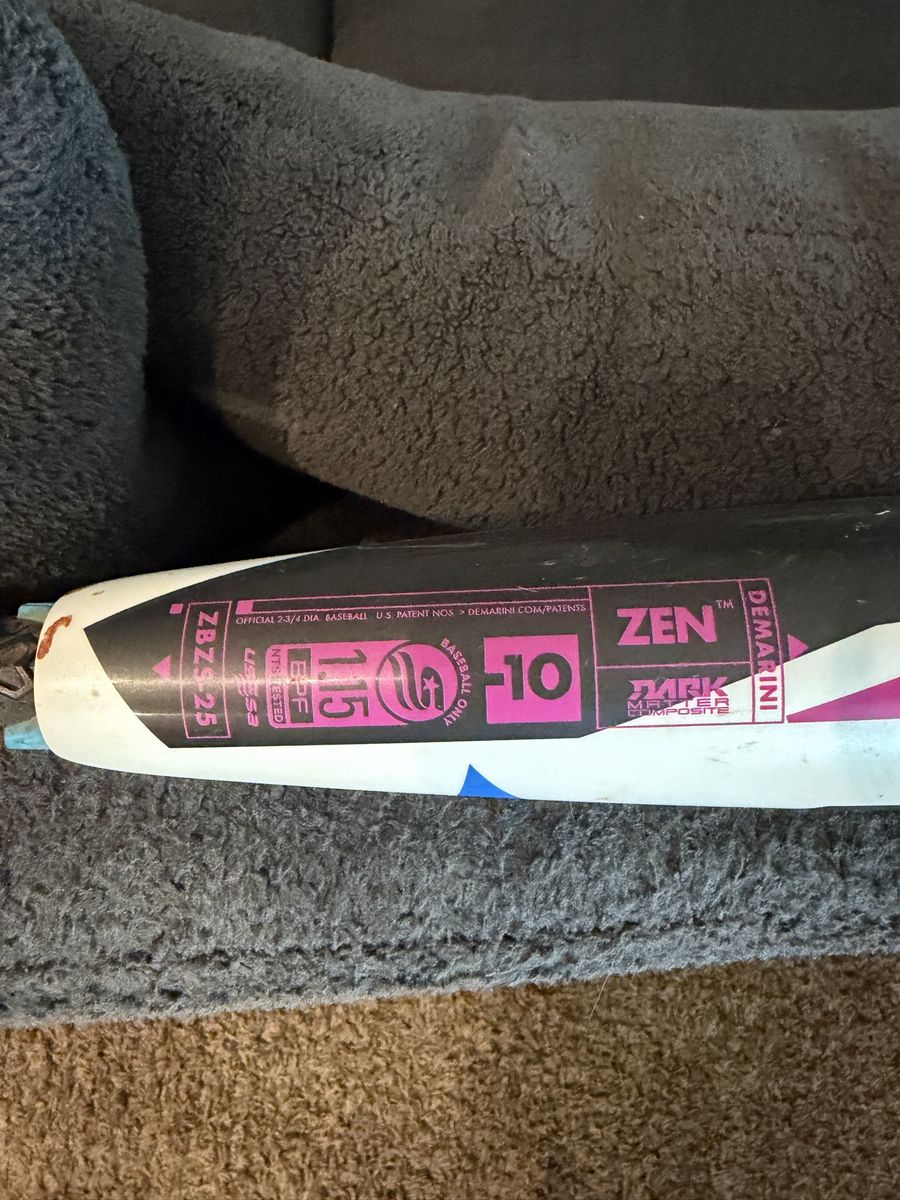 ZBZS-25
OFFICIAL 2-3/4 DIA. BASEBALL U.S. PATENT NOS > DEMARINI.COM/PATENTS
USSSA
NTS TESTED
BPF
1.15
BASEBALL ONLY
-10
ZEN™
DARK
MATTER
COMPOSITE
DEMARINI